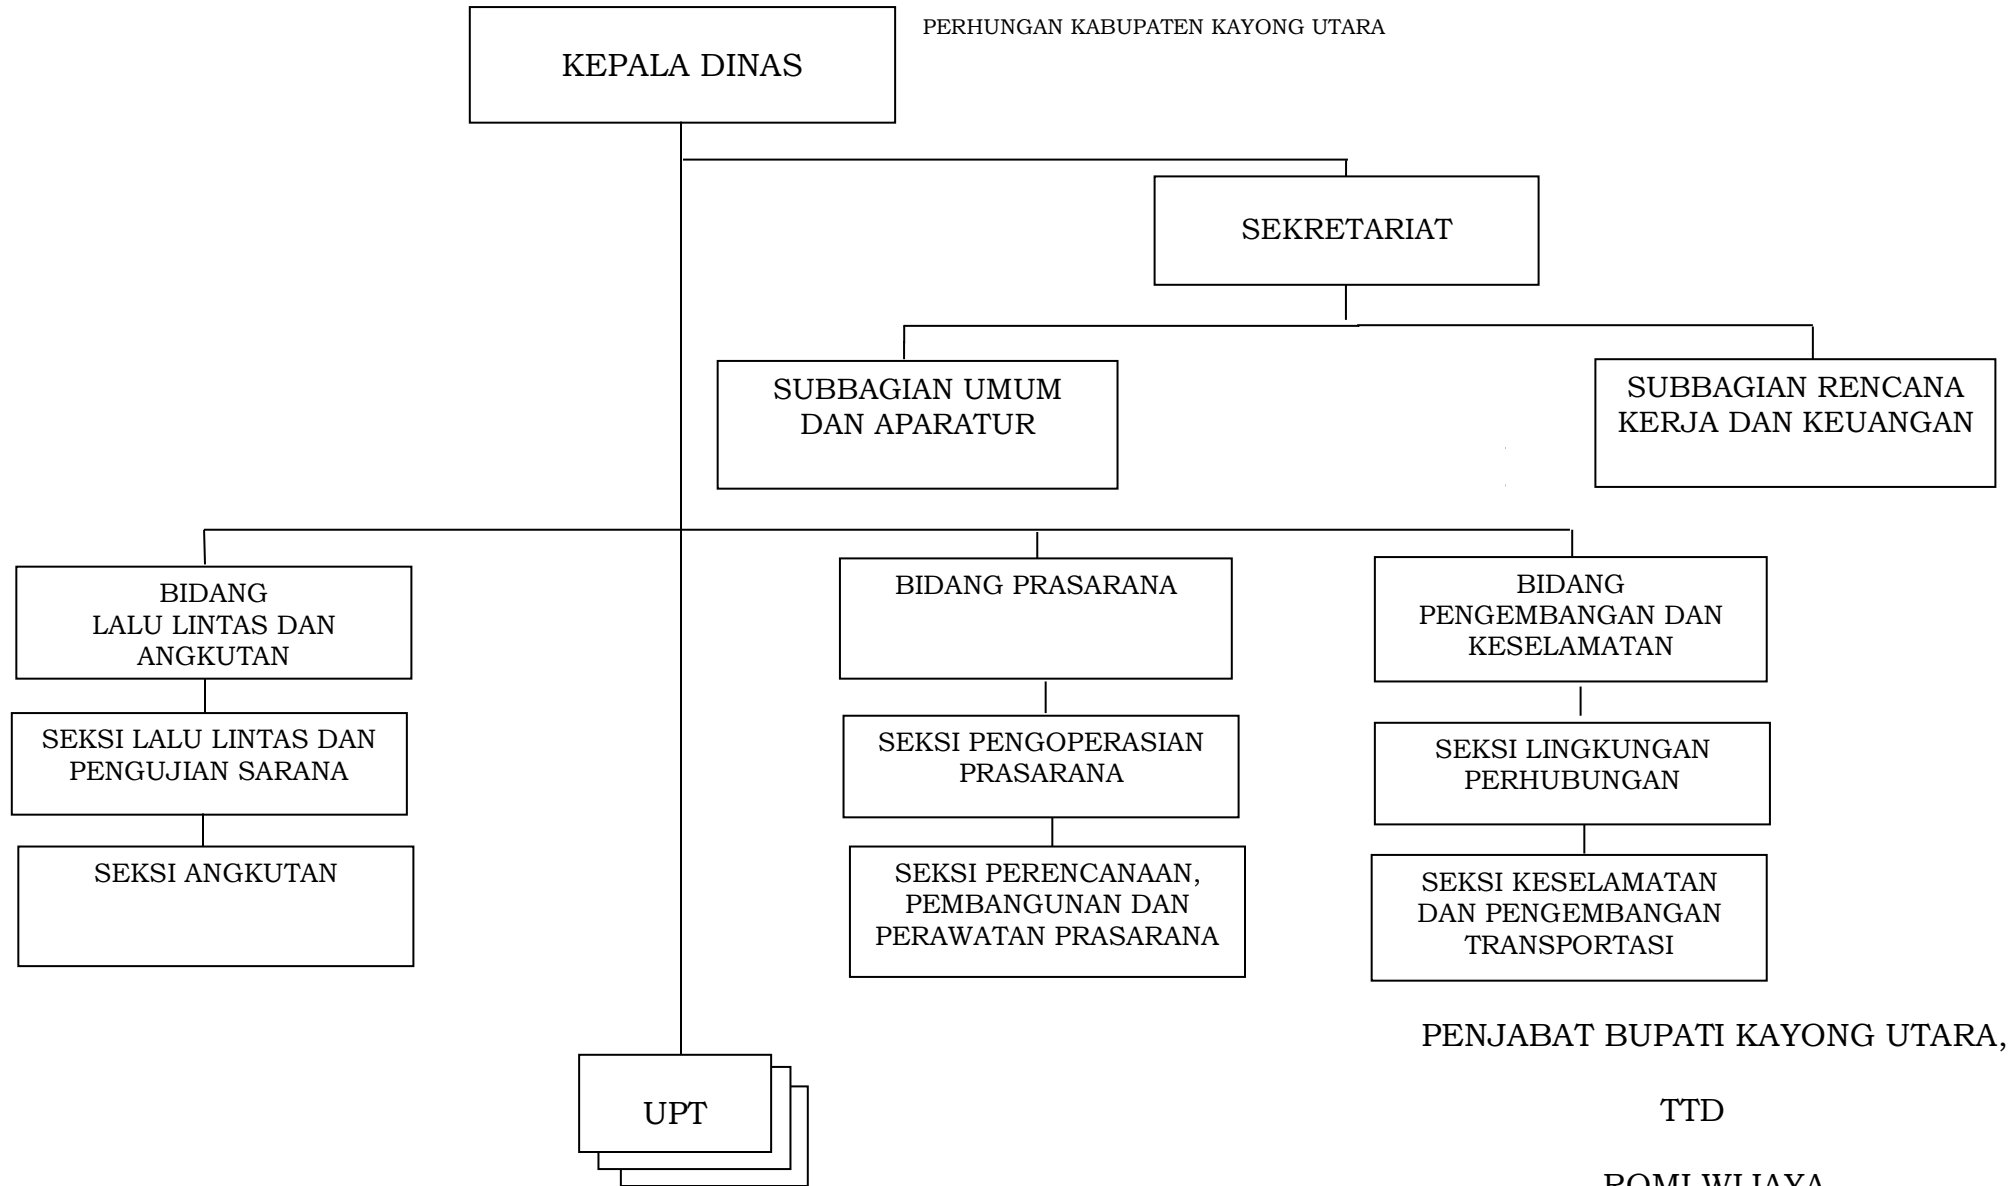 PERHUNGAN KABUPATEN KAYONG UTARA
KEPALA DINAS
SEKRETARIAT
SUBBAGIAN UMUM
DAN APARATUR
SUBBAGIAN RENCANA
KERJA DAN KEUANGAN
BIDANG
LALU LINTAS DAN
ANGKUTAN
BIDANG PRASARANA
BIDANG
PENGEMBANGAN DAN
KESELAMATAN
SEKSI LALU LINTAS DAN
PENGUJIAN SARANA
SEKSI PENGOPERASIAN
PRASARANA
SEKSI LINGKUNGAN
PERHUBUNGAN
SEKSI ANGKUTAN
SEKSI PERENCANAAN,
PEMBANGUNAN DAN
PERAWATAN PRASARANA
SEKSI KESELAMATAN
DAN PENGEMBANGAN
TRANSPORTASI
UPT
PENJABAT BUPATI KAYONG UTARA,
TTD
ROMI WIJAYA